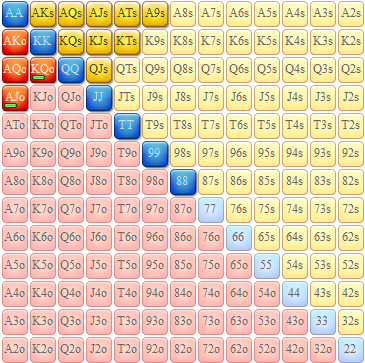 AA AKs AQs AJs ATs A9s A8s A7s A6s A5s A4s A3s A2s
AKo KK KQs KJs KTs K9s K8s K7s K6s K5s K4s K3s K2s
AQo KQo QQ QJs QTs Q9s Q8s Q7s Q6s Q5s Q4s Q3s Q2s
AJo KJo QJo JJ JTs J9s J8s J7s J6s J5s J4s J3s J2s
ATo KTo QTo JTo TT T9s T8s T7s T6s T5s T4s T3s T2s
A9o K9o Q9o J9o T9o 99 98s 97s 96s 95s 94s 93s 92s
A8o K8o Q8o J8o T8o 98o 88 87s 86s 85s 84s 83s 82s
A7o K7o Q7o J7o T7o 97o 87o 77 76s 75s 74s 73s 72s
A6o K6o Q6o J6o T6o 96o 86o 76o 66 65s 64s 63s 62s
A5o K5o Q5o J5o T5o 95o 85o 75o 65o 55 54s 53s 52s
A4o K4o Q4o J4o T4o 94o 84o 74o 64o 54o 44 43s 42s
A3o K3o Q3o J3o T3o 93o 83o 73o 63o 53o 43o 33 32s
A2o K2o Q2o J2o T2o 92o 82o 72o 62o 52o 42o 32o 22